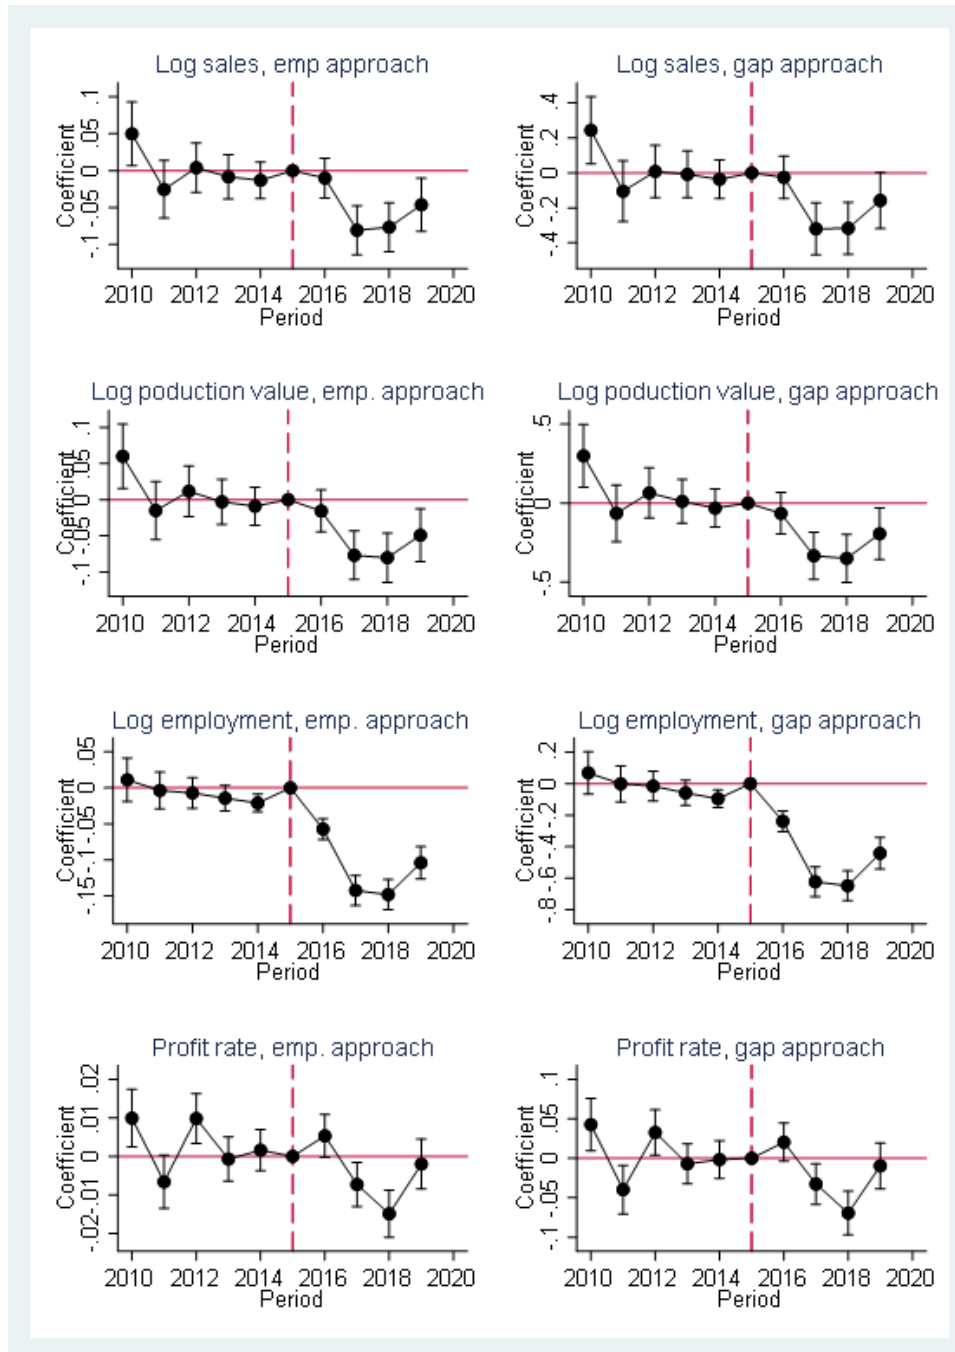 Log sales, emp approach
Coefficient
-.1 -.05 0 .05 .1
2010 2012 2014 2016 2018 2020
Period
Log sales, gap approach
Coefficient
-.4 -.2 0 .2 .4
2010 2012 2014 2016 2018 2020
Period
Log poduction value, emp. approach
Coefficient
-.1 -.05 0 .05 .1
2010 2012 2014 2016 2018 2020
Period
Log poduction value, gap approach
Coefficient
-.5 0 .5
2010 2012 2014 2016 2018 2020
Period
Log employment, emp. approach
Coefficient
-.15 -.1 -.05 0 .05
2010 2012 2014 2016 2018 2020
Period
Log employment, gap approach
Coefficient
-.8 -.6 -.4 -.2 0 .2
2010 2012 2014 2016 2018 2020
Period
Profit rate, emp. approach
Coefficient
-.02 -.01 0 .01 .02
2010 2012 2014 2016 2018 2020
Period
Profit rate, gap approach
Coefficient
-.1 -.05 0 .05 .1
2010 2012 2014 2016 2018 2020
Period